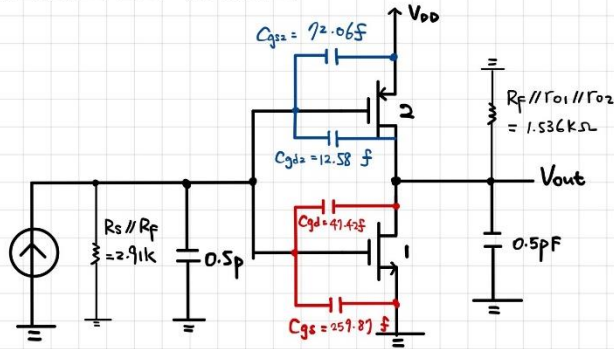 VDD
Cgs2 = 72.06f
2
Cgd2 = 12.58 f
RF // ro1 // ro2
= 1.536kΩ
Vout
Rs // RF
= 2.91k
0.5p
Cgd = 47.42f
1
Cgs = 259.87 f
0.5pF